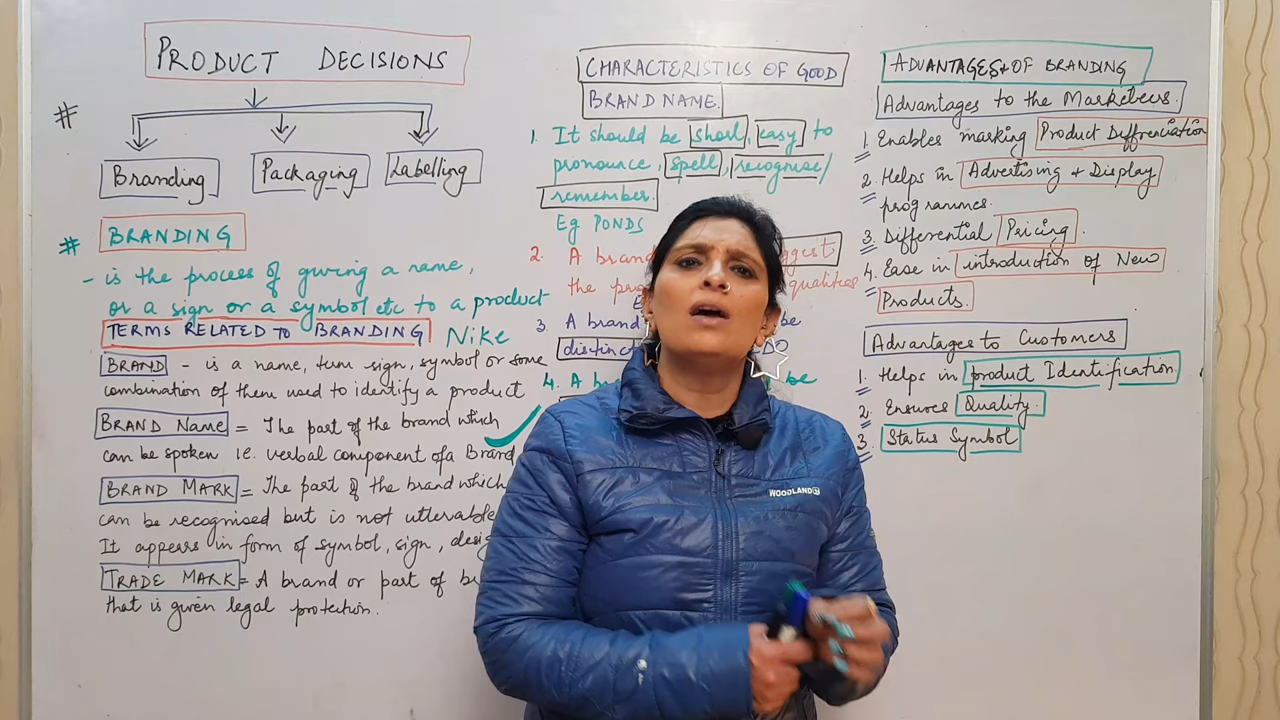 PRODUCT DECISIONS
#
Branding
Packaging
Labelling
# BRANDING
- is the process of giving a name,
or a sign or a symbol etc to a product
TERMS RELATED TO BRANDING Nike
BRAND - is a name, term sign, symbol or some
combination of them used to identify a product
BRAND Name = The part of the brand which
can be spoken i.e. verbal component of a Brand
BRAND MARK = The part of the brand which
can be recognised but is not utterable
It appears in form of symbol, sign,
TRADE MARK = A brand or part of
that is given legal protection.
CHARACTERISTICS OF GOOD
BRAND NAME.
1. It should be short, easy to
pronounce, spell, recognise/
remember.
Eg PONDS
2. A brand
the qualities
3. A brand be
4. A be
ADVANTAGES OF BRANDING
Advantages to the Marketeers.
1. Enables marking Product Diffrenciation
2. Helps in Advertising & Display
programmes.
3. Differential Pricing.
4. Ease in introduction of New
Products.
Advantages to Customers
1. Helps in product Identification
2. Ensures Quality.
3. Status Symbol
WOODLAND